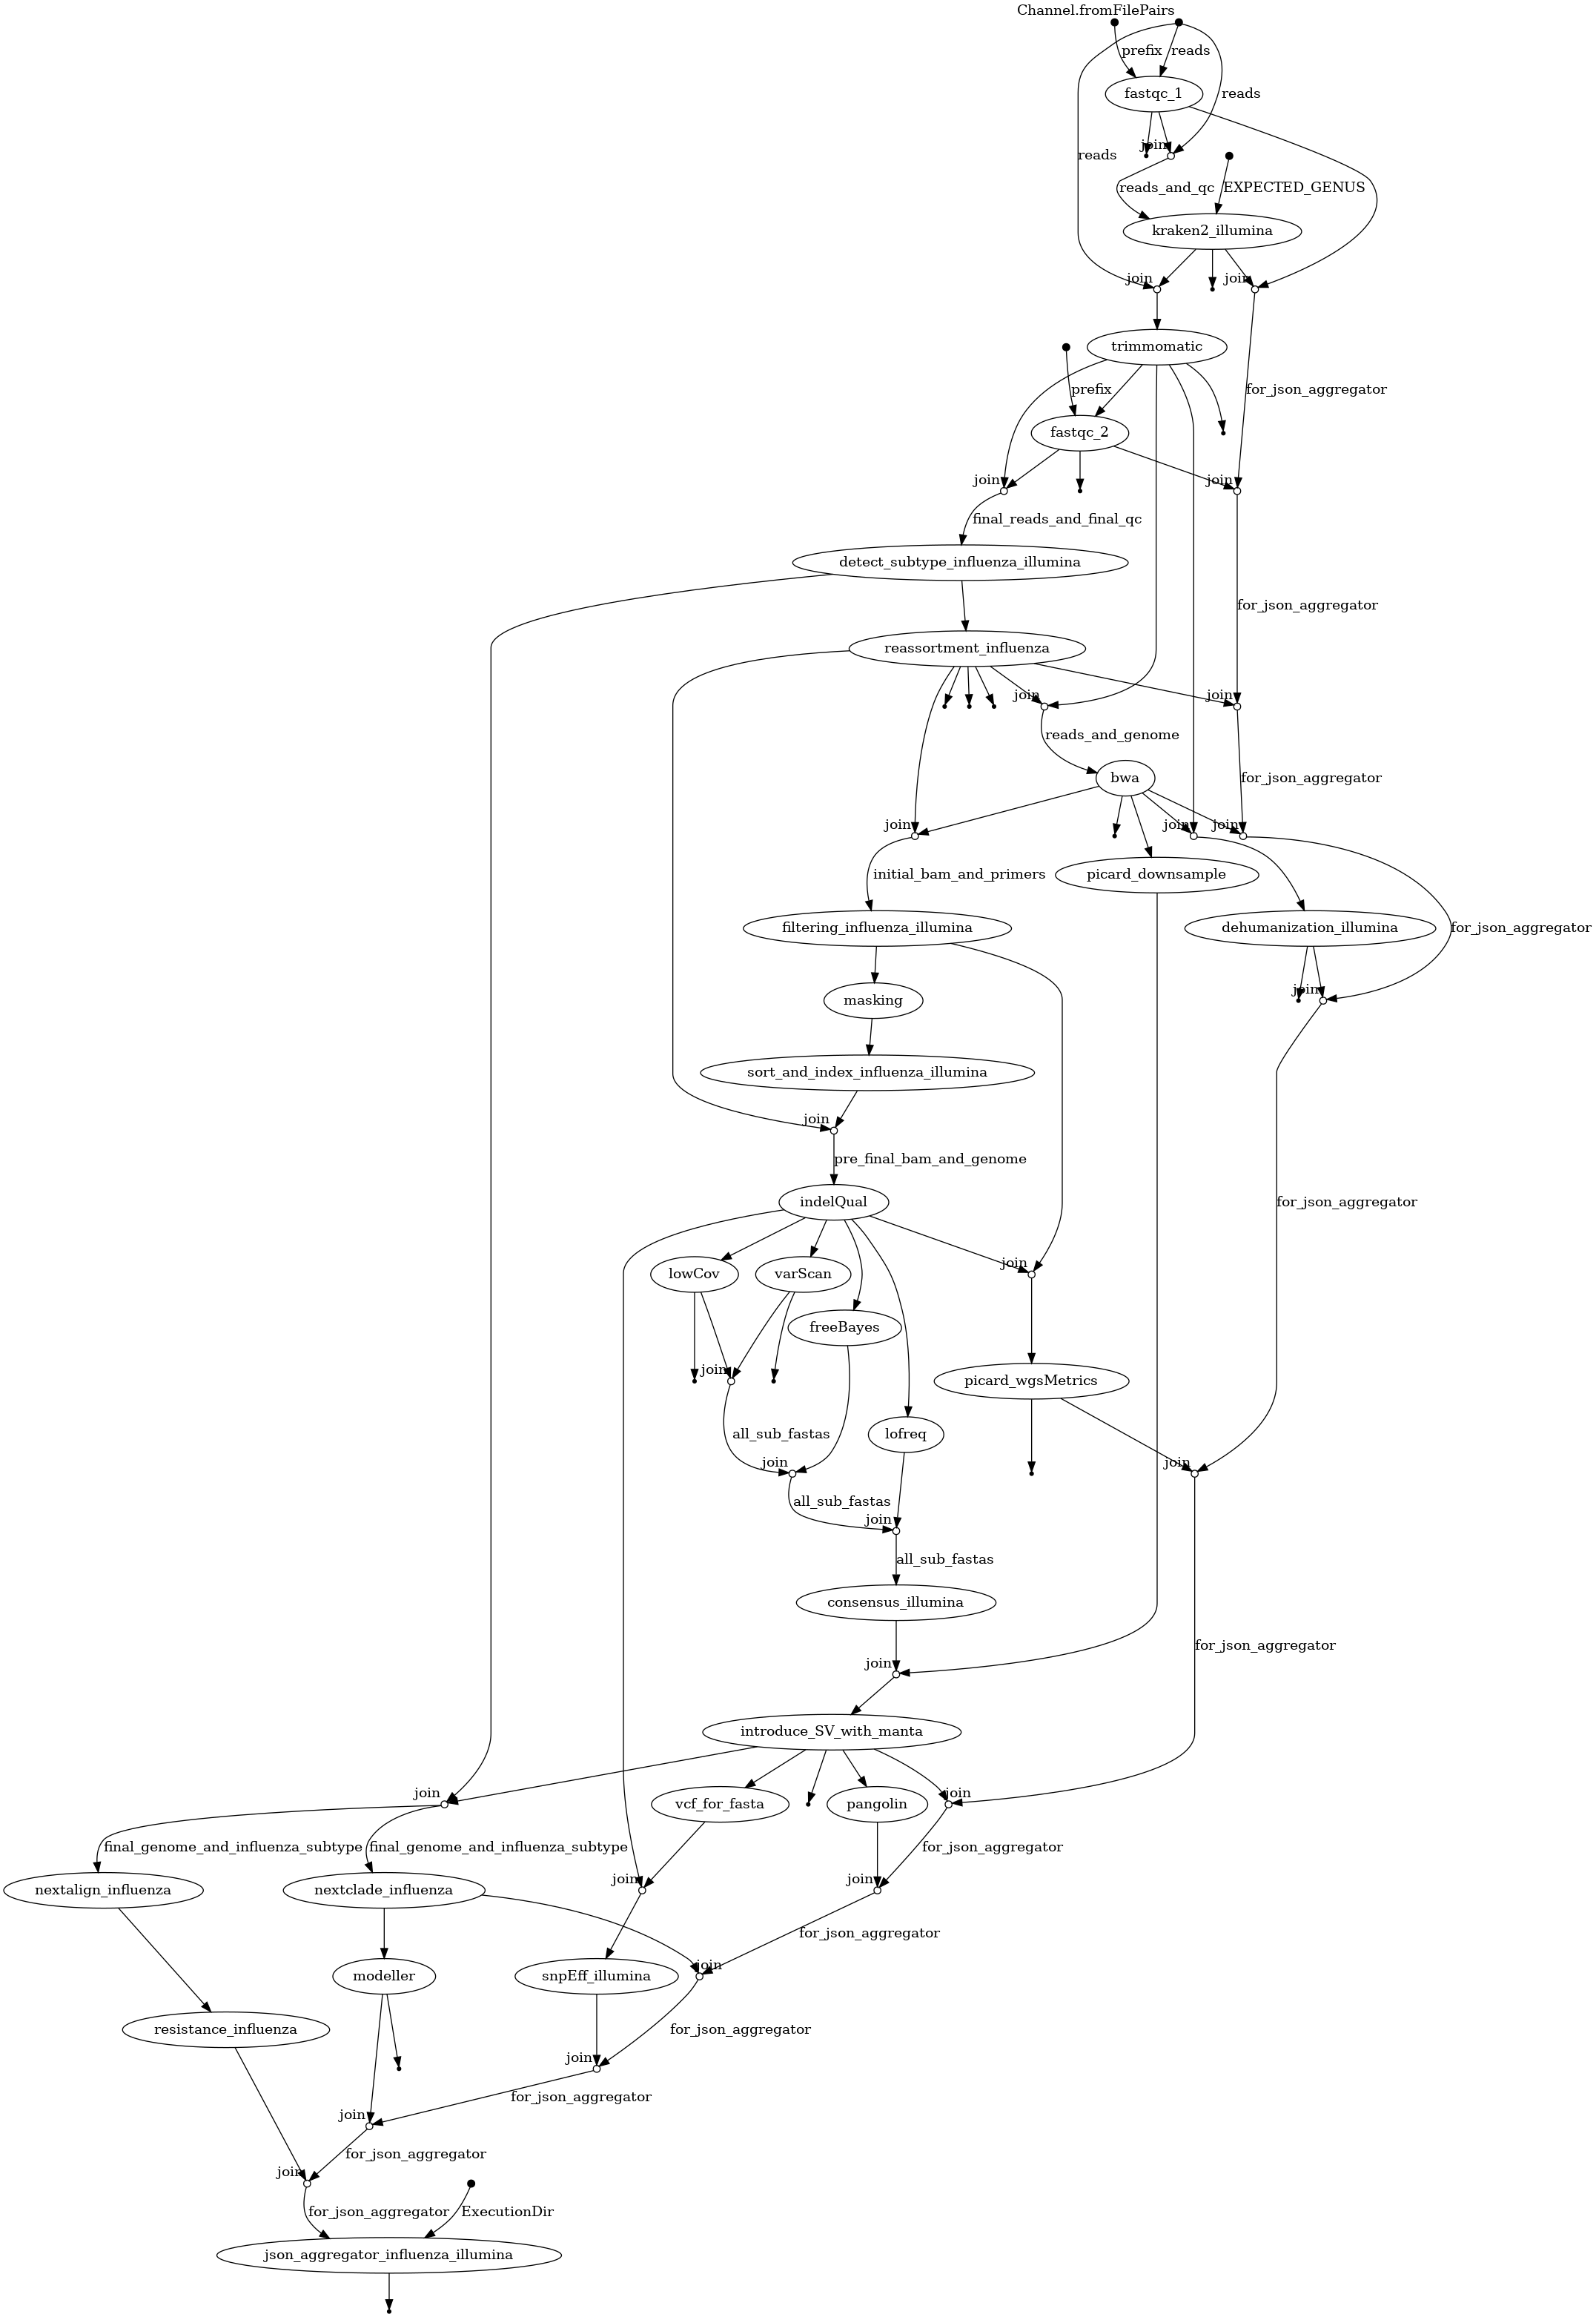 Channel.fromFilePairs
prefix
reads
fastqc_1
reads
join
reads
reads_and_qc
EXPECTED_GENUS
kraken2_illumina
join
join
trimmomatic
prefix
for_json_aggregator
fastqc_2
join
join
final_reads_and_final_qc
detect_subtype_influenza_illumina
for_json_aggregator
reassortment_influenza
join
join
reads_and_genome
bwa
for_json_aggregator
join
join
join
initial_bam_and_primers
picard_downsample
filtering_influenza_illumina
dehumanization_illumina
for_json_aggregator
join
masking
sort_and_index_influenza_illumina
join
pre_final_bam_and_genome
indelQual
for_json_aggregator
join
lowCov
varScan
freeBayes
join
picard_wgsMetrics
all_sub_fastas
lofreq
join
join
all_sub_fastas
join
all_sub_fastas
consensus_illumina
for_json_aggregator
join
introduce_SV_with_manta
join
join
vcf_for_fasta
pangolin
final_genome_and_influenza_subtype
final_genome_and_influenza_subtype
for_json_aggregator
join
join
nextalign_influenza
nextclade_influenza
for_json_aggregator
join
modeller
snpEff_illumina
resistance_influenza
for_json_aggregator
join
for_json_aggregator
join
for_json_aggregator
join
for_json_aggregator
ExecutionDir
json_aggregator_influenza_illumina